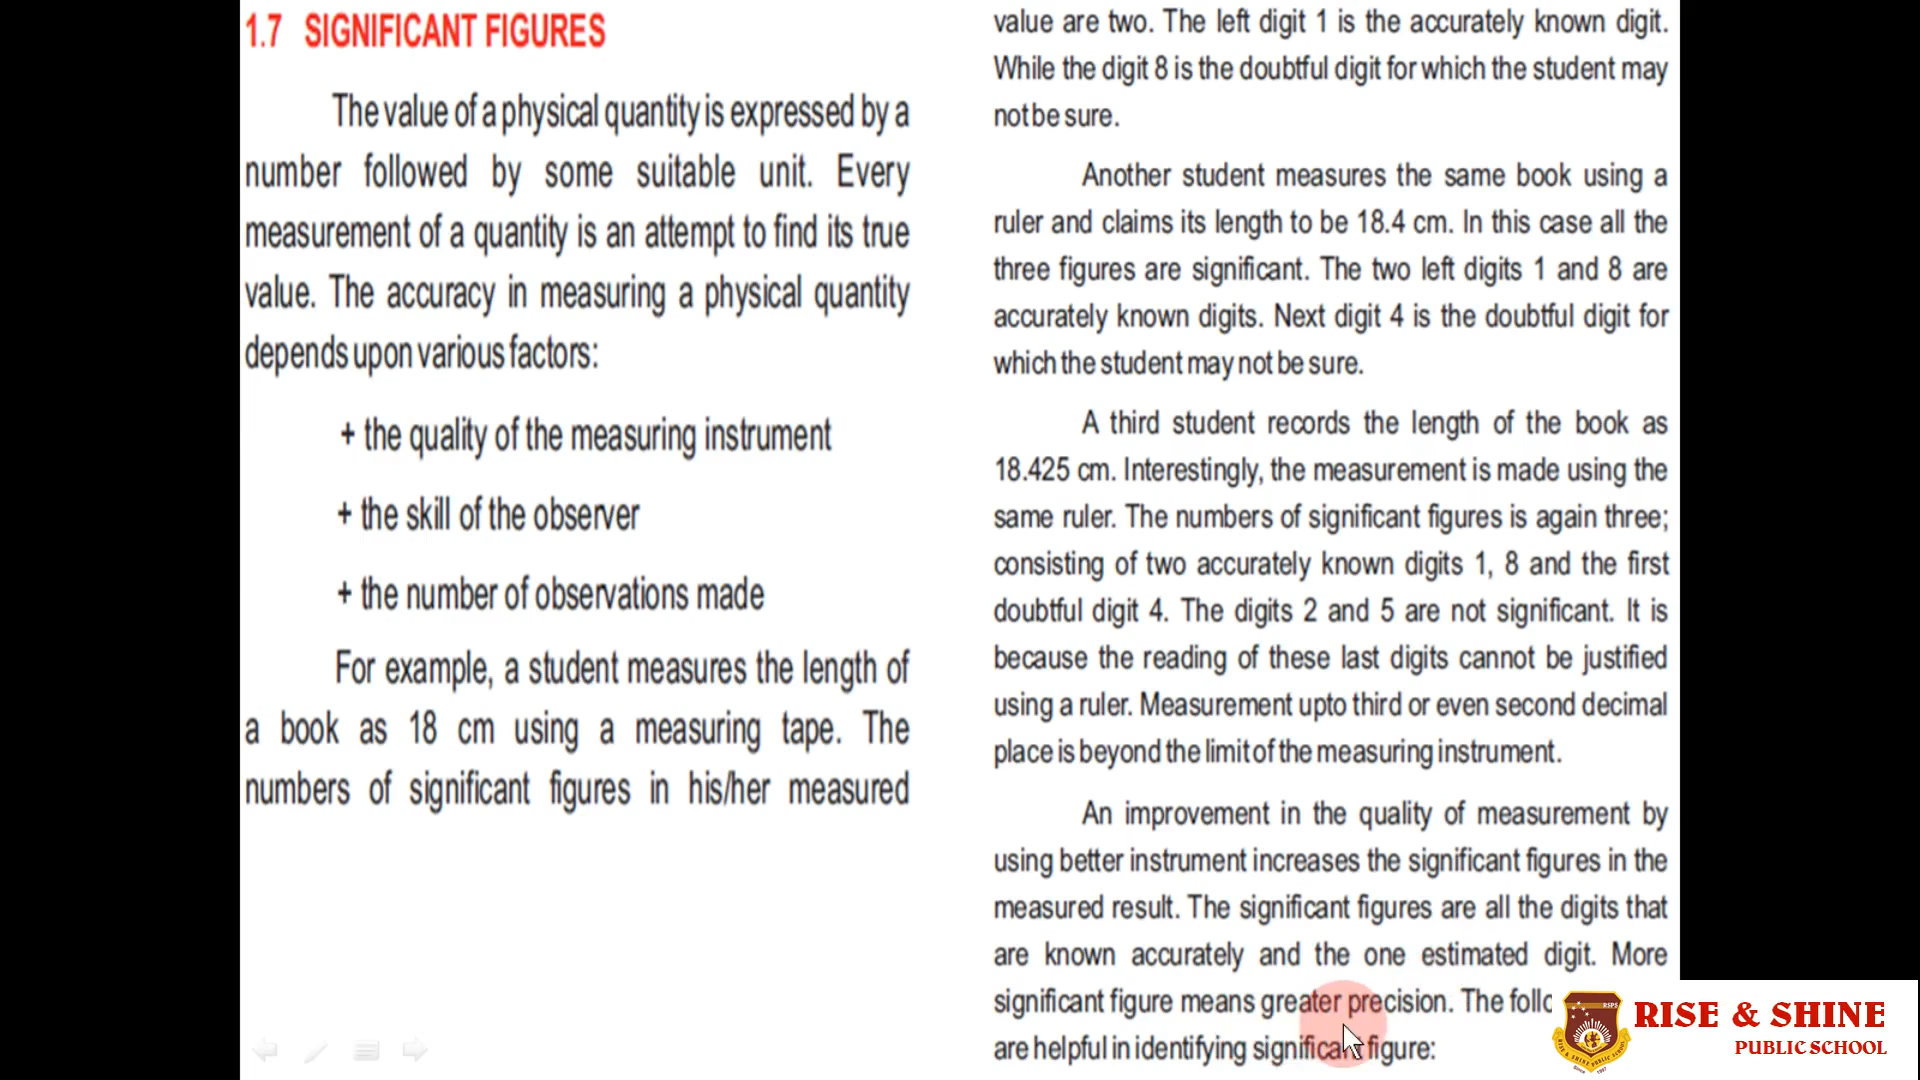 1.7 SIGNIFICANT FIGURES
The value of a physical quantity is expressed by a
number followed by some suitable unit. Every
measurement of a quantity is an attempt to find its true
value. The accuracy in measuring a physical quantity
depends upon various factors:
+ the quality of the measuring instrument
+ the skill of the observer
+ the number of observations made
For example, a student measures the length of
a book as 18 cm using a measuring tape. The
numbers of significant figures in his/her measured
value are two. The left digit 1 is the accurately known digit.
While the digit 8 is the doubtful digit for which the student may
not be sure.
Another student measures the same book using a
ruler and claims its length to be 18.4 cm. In this case all the
three figures are significant. The two left digits 1 and 8 are
accurately known digits. Next digit 4 is the doubtful digit for
which the student may not be sure.
A third student records the length of the book as
18.425 cm. Interestingly, the measurement is made using the
same ruler. The numbers of significant figures is again three;
consisting of two accurately known digits 1, 8 and the first
doubtful digit 4. The digits 2 and 5 are not significant. It is
because the reading of these last digits cannot be justified
using a ruler. Measurement upto third or even second decimal
place is beyond the limit of the measuring instrument.
An improvement in the quality of measurement by
using better instrument increases the significant figures in the
measured result. The significant figures are all the digits that
are known accurately and the one estimated digit. More
significant figure means greater precision. The
are helpful in identifying significant figure:
RSPS
RISE & SHINE
PUBLIC SCHOOL